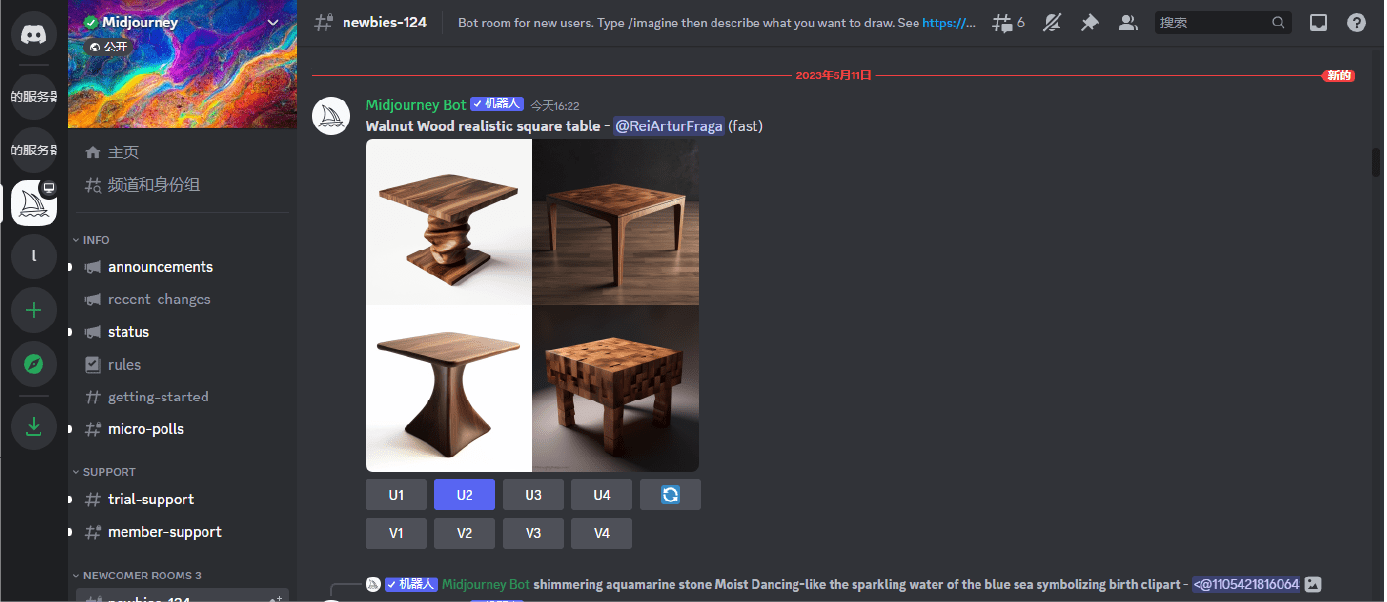 Midjourney
公开
的服务器
的服务器
l
主页
频道和身份组
INFO
announcements
recent-changes
status
rules
getting-started
micro-polls
SUPPORT
trial-support
member-support
NEWCOMER ROOMS 3
newbies-124
newbies-124
Bot room for new users. Type /imagine then describe what you want to draw. See https://...
6
搜索
2023年5月11日
新的
Midjourney Bot 机器人 今天16:22
Walnut Wood realistic square table - @ReiArturFraga (fast)
U1 U2 U3 U4
V1 V2 V3 V4
机器人 Midjourney Bot shimmering aquamarine stone Moist Dancing-like the sparkling water of the blue sea symbolizing birth clipart - <@1105421816064